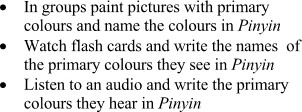 • In groups paint pictures with primary
colours and name the colours in Pinyin
• Watch flash cards and write the names of
the primary colours they see in Pinyin
• Listen to an audio and write the primary
colours they hear in Pinyin